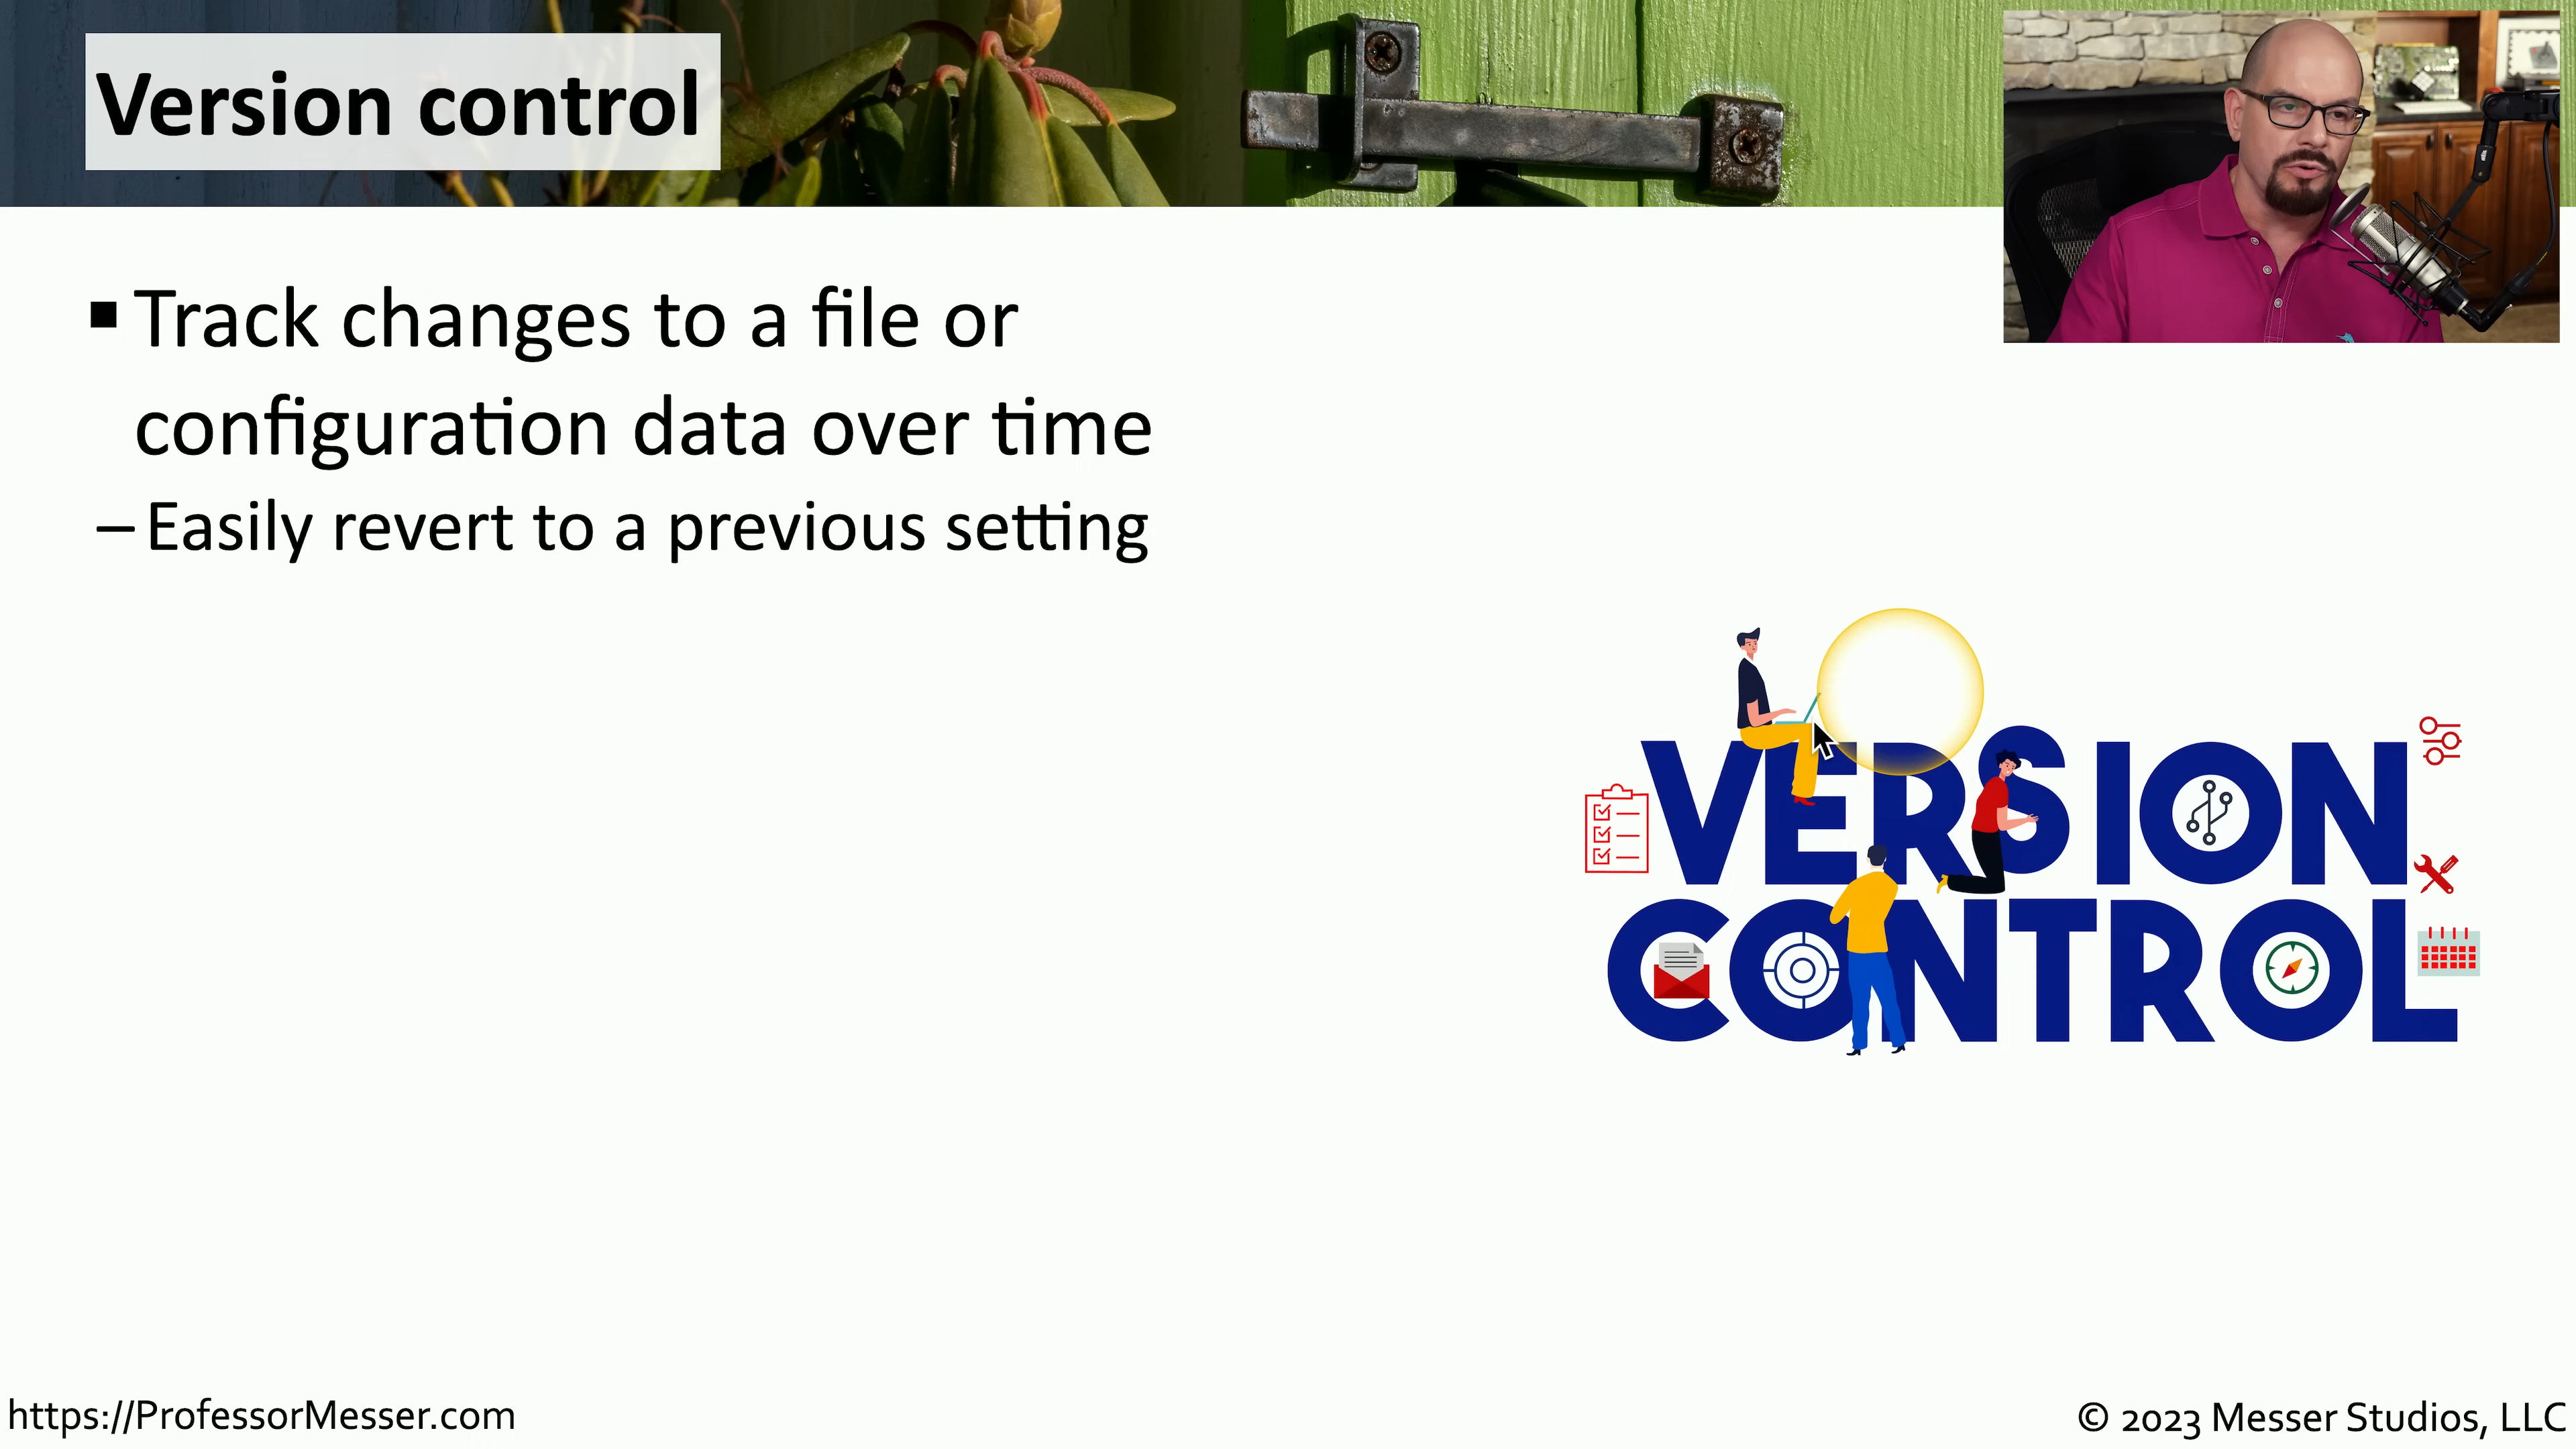 Version control
▪ Track changes to a file or
configuration data over time
– Easily revert to a previous setting
VERSION
CONTROL
https://ProfessorMesser.com
© 2023 Messer Studios, LLC